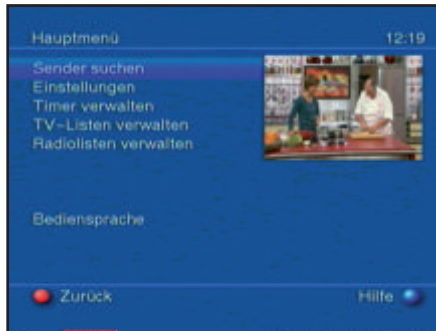 Hauptmenü 12:19
Sender suchen
Einstellungen
Timer verwalten
TV-Listen verwalten
Radiolisten verwalten
Bediensprache
Zurück Hilfe